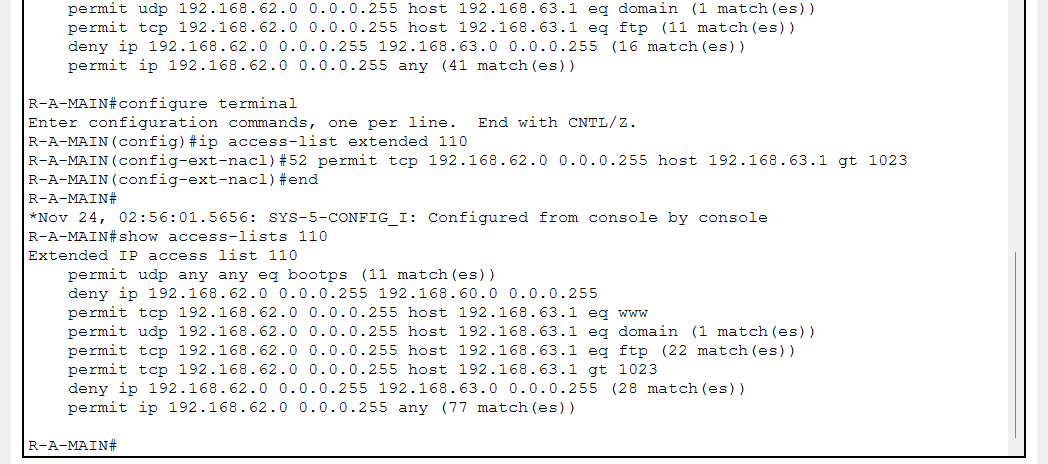 permit udp 192.168.62.0 0.0.0.255 host 192.168.63.1 eq domain (1 match(es))
    permit tcp 192.168.62.0 0.0.0.255 host 192.168.63.1 eq ftp (11 match(es))
    deny ip 192.168.62.0 0.0.0.255 192.168.63.0 0.0.0.255 (16 match(es))
    permit ip 192.168.62.0 0.0.0.255 any (41 match(es))

R-A-MAIN#configure terminal
Enter configuration commands, one per line.  End with CNTL/Z.
R-A-MAIN(config)#ip access-list extended 110
R-A-MAIN(config-ext-nacl)#52 permit tcp 192.168.62.0 0.0.0.255 host 192.168.63.1 gt 1023
R-A-MAIN(config-ext-nacl)#end
R-A-MAIN#
*Nov 24, 02:56:01.5656: SYS-5-CONFIG_I: Configured from console by console
R-A-MAIN#show access-lists 110
Extended IP access list 110
    permit udp any any eq bootps (11 match(es))
    deny ip 192.168.62.0 0.0.0.255 192.168.60.0 0.0.0.255
    permit tcp 192.168.62.0 0.0.0.255 host 192.168.63.1 eq www
    permit udp 192.168.62.0 0.0.0.255 host 192.168.63.1 eq domain (1 match(es))
    permit tcp 192.168.62.0 0.0.0.255 host 192.168.63.1 eq ftp (22 match(es))
    permit tcp 192.168.62.0 0.0.0.255 host 192.168.63.1 gt 1023
    deny ip 192.168.62.0 0.0.0.255 192.168.63.0 0.0.0.255 (28 match(es))
    permit ip 192.168.62.0 0.0.0.255 any (77 match(es))

R-A-MAIN#